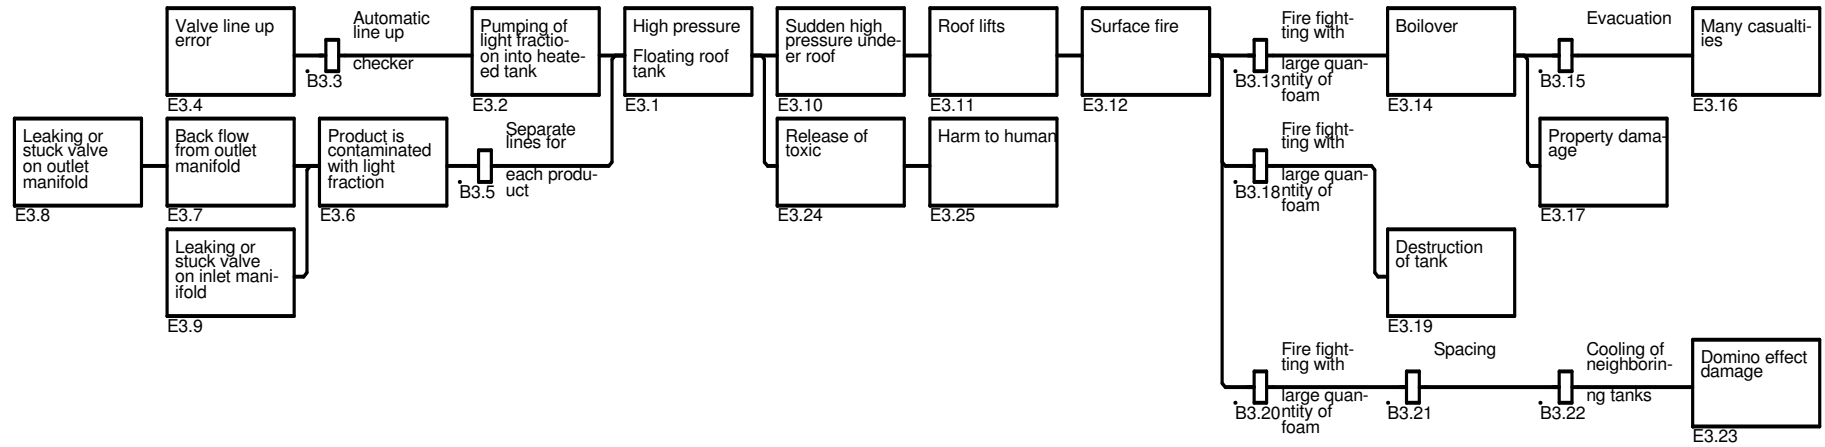 Valve line up
error
E3.4
Automatic
line up
checker
B3.3
Pumping of
light fractio-
on into heate-
ed tank
E3.2
High pressure
Floating roof
tank
E3.1
Sudden high
pressure unde-
er roof
E3.10
Roof lifts
E3.11
Surface fire
E3.12
Fire fight-
ting with
large quan-
ntity of
foam
B3.13
Boilover
E3.14
Evacuation
B3.15
Many casualti-
ies
E3.16
Leaking or
stuck valve
on outlet
manifold
E3.8
Back flow
from outlet
manifold
E3.7
Product is
contaminated
with light
fraction
E3.6
Separate
lines for
each produ-
uct
B3.5
Release of
toxic
E3.24
Harm to human
E3.25
Fire fight-
ting with
large quan-
ntity of
foam
B3.18
Property dama-
age
E3.17
Leaking or
stuck valve
on inlet mani-
ifold
E3.9
Destruction
of tank
E3.19
Fire fight-
ting with
large quan-
ntity of
foam
B3.20
Spacing
B3.21
Cooling of
neighborin-
ng tanks
B3.22
Domino effect
damage
E3.23